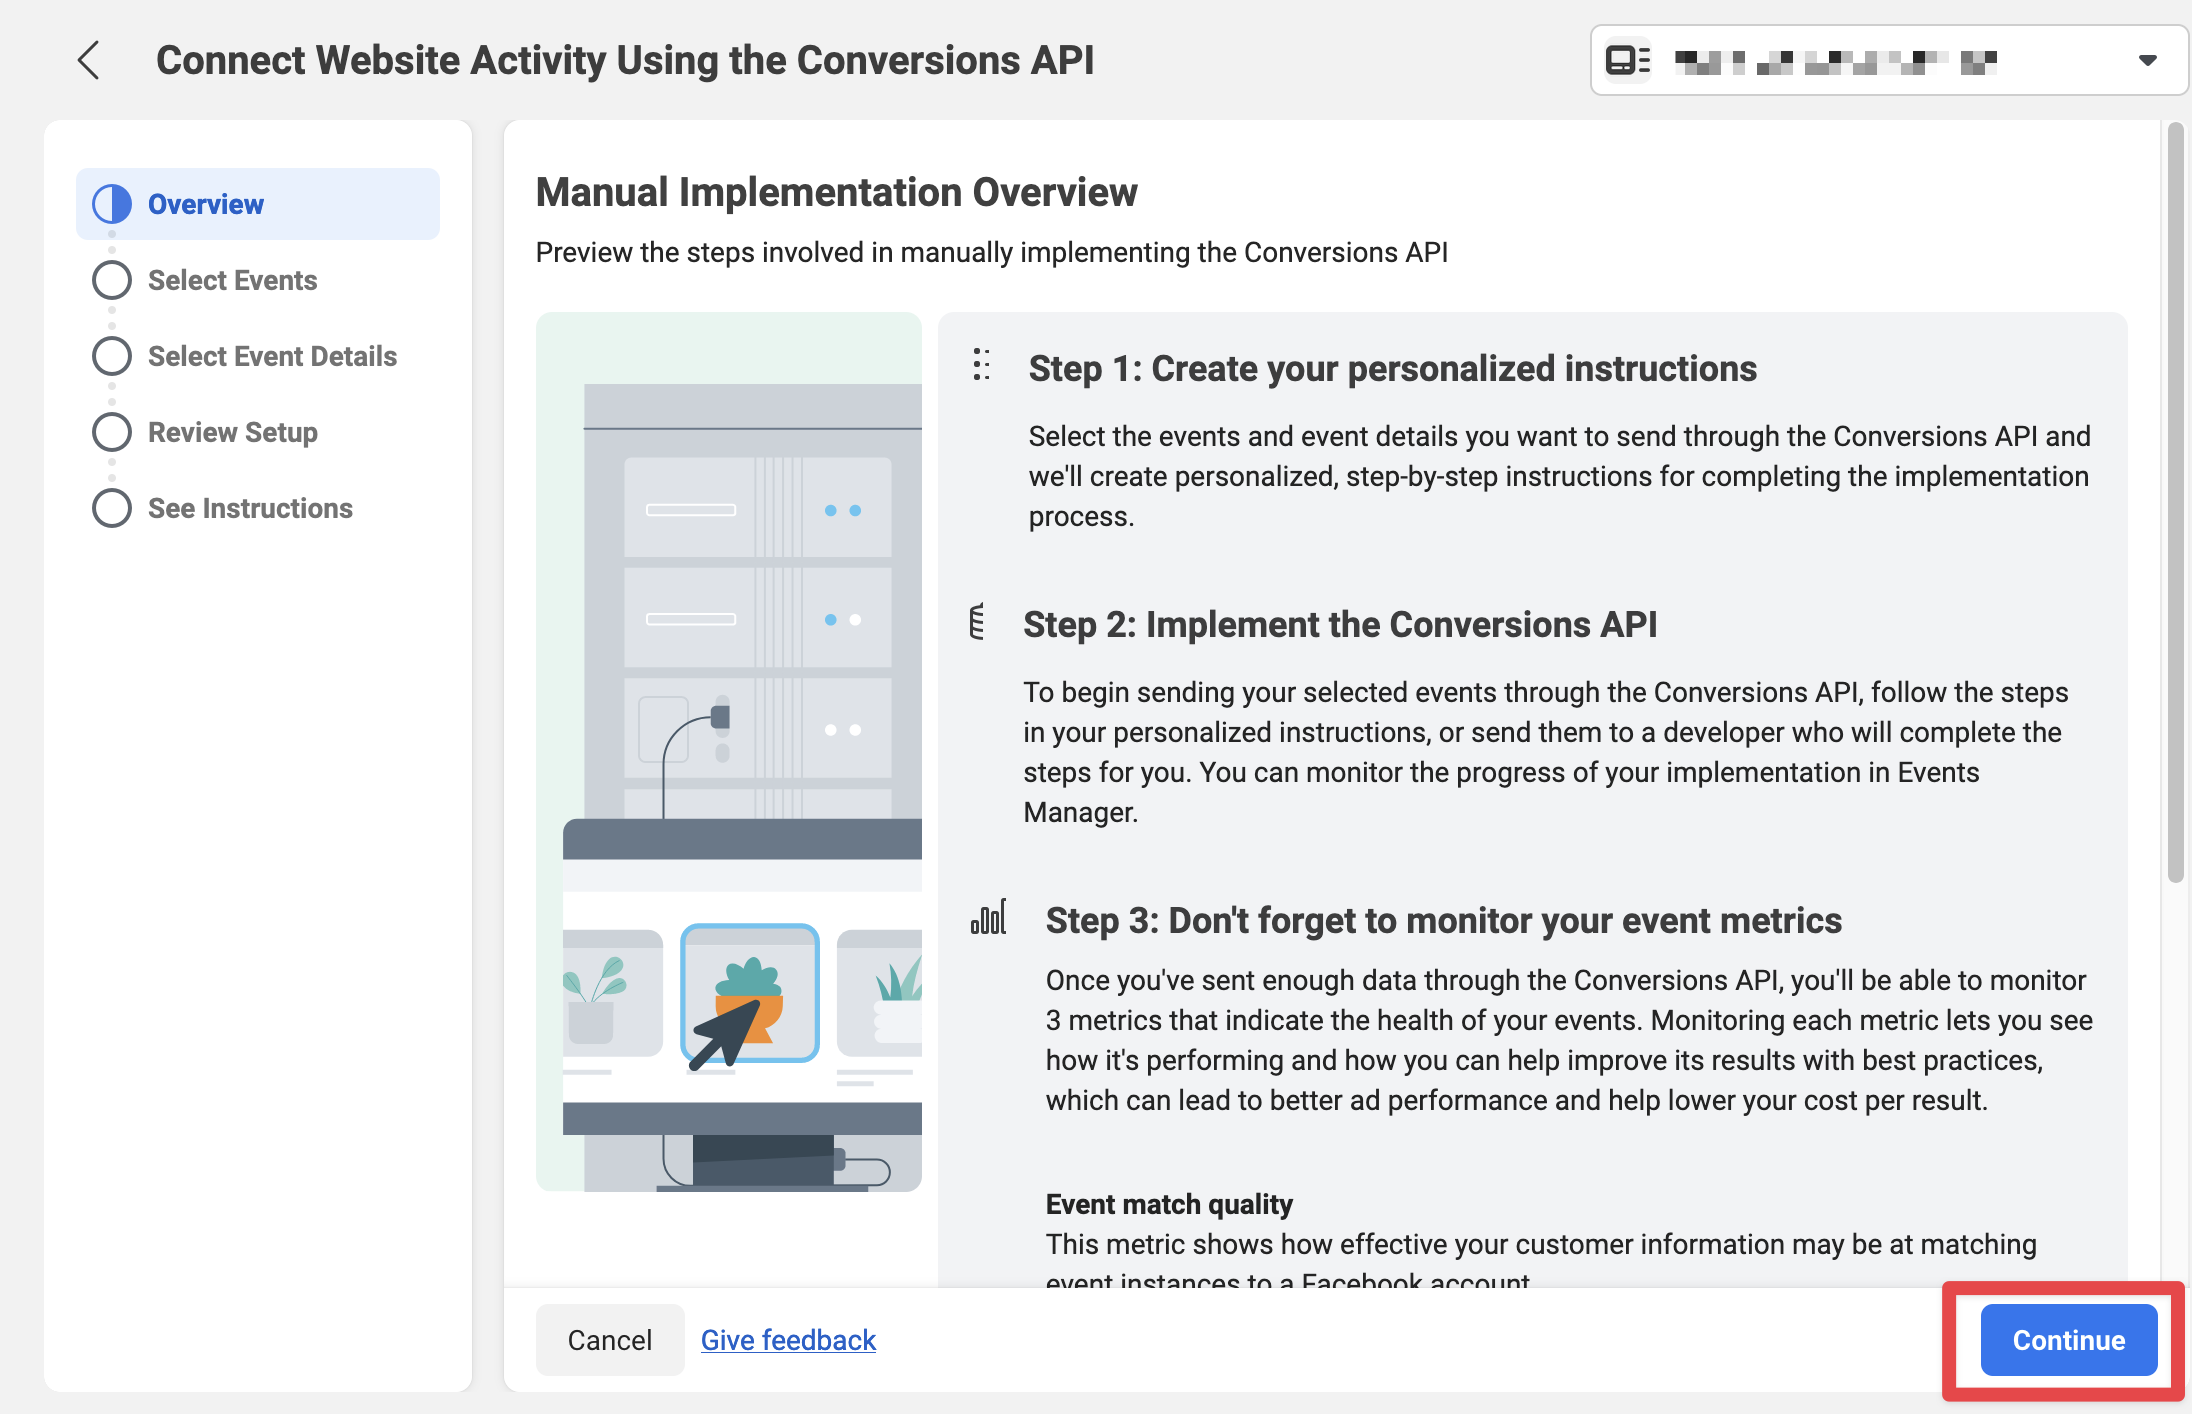 Connect Website Activity Using the Conversions API
Overview
Select Events
Select Event Details
Review Setup
See Instructions
Manual Implementation Overview
Preview the steps involved in manually implementing the Conversions API
Step 1: Create your personalized instructions
Select the events and event details you want to send through the Conversions API and
we'll create personalized, step-by-step instructions for completing the implementation
process.
Step 2: Implement the Conversions API
To begin sending your selected events through the Conversions API, follow the steps
in your personalized instructions, or send them to a developer who will complete the
steps for you. You can monitor the progress of your implementation in Events
Manager.
Step 3: Don't forget to monitor your event metrics
Once you've sent enough data through the Conversions API, you'll be able to monitor
3 metrics that indicate the health of your events. Monitoring each metric lets you see
how it's performing and how you can help improve its results with best practices,
which can lead to better ad performance and help lower your cost per result.
Event match quality
This metric shows how effective your customer information may be at matching
event instances to a Facebook account.
Cancel
Give feedback
Continue